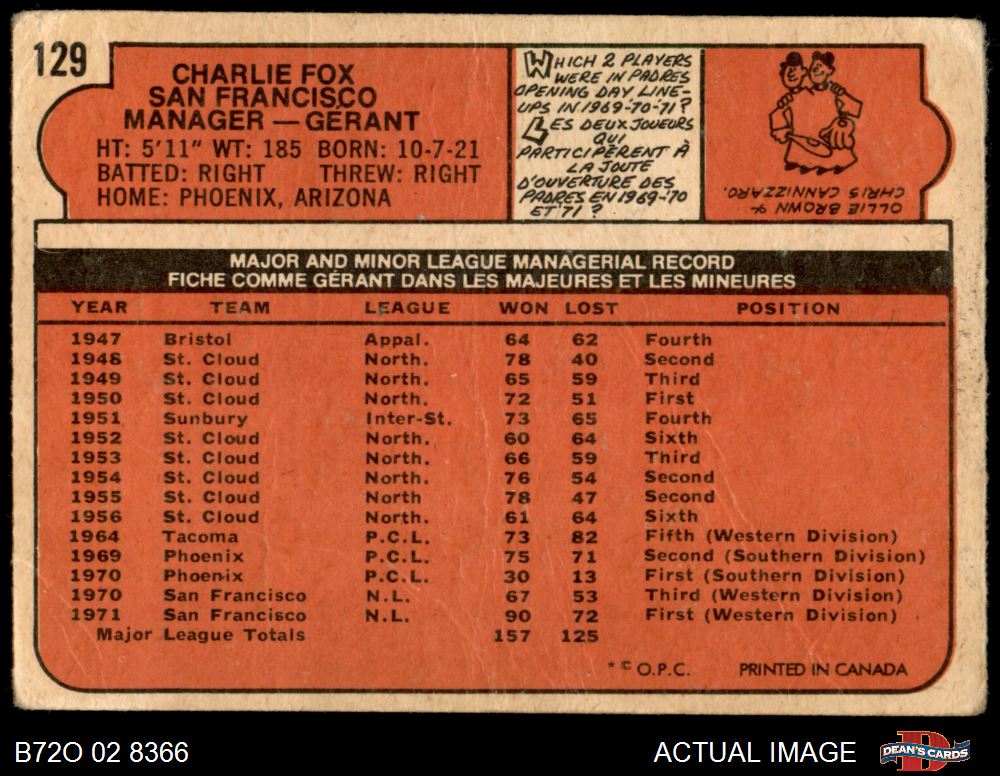 129
CHARLIE FOX
SAN FRANCISCO
MANAGER — GERANT
HT: 5'11" WT: 185 BORN: 10-7-21
BATTED: RIGHT THREW: RIGHT
HOME: PHOENIX, ARIZONA
WHICH 2 PLAYERS
WERE IN PADRES
OPENING DAY LINE-
UPS IN 1969-70-71?
LES DEUX JOUEURS
QUI
PARTICIPÈRENT À
LA JOUTE
D'OUVERTURE DES
PADRES EN 1969-'70
ET '71?
OLLIE BROWN &
CHRIS CANNIZZARO.
MAJOR AND MINOR LEAGUE MANAGERIAL RECORD
FICHE COMME GÉRANT DANS LES MAJEURES ET LES MINEURES
YEAR TEAM LEAGUE WON LOST POSITION
1947 Bristol Appal. 64 62 Fourth
1948 St. Cloud North. 78 40 Second
1949 St. Cloud North. 65 59 Third
1950 St. Cloud North. 72 51 First
1951 Sunbury Inter-St. 73 65 Fourth
1952 St. Cloud North. 60 64 Sixth
1953 St. Cloud North. 66 59 Third
1954 St. Cloud North. 76 54 Second
1955 St. Cloud North 78 47 Second
1956 St. Cloud North. 61 64 Sixth
1964 Tacoma P.C.L. 73 82 Fifth (Western Division)
1969 Phoenix P.C.L. 75 71 Second (Southern Division)
1970 Phoenix P.C.L. 30 13 First (Southern Division)
1970 San Francisco N.L. 67 53 Third (Western Division)
1971 San Francisco N.L. 90 72 First (Western Division)
Major League Totals 157 125
* © O.P.C. PRINTED IN CANADA
B72O 02 8366 ACTUAL IMAGE DEAN'S CARDS